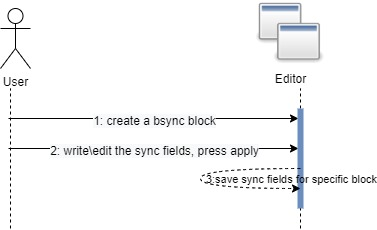 User
Editor
1: create a bsync block
2: write\edit the sync fields, press apply
3:save sync fields for specific block